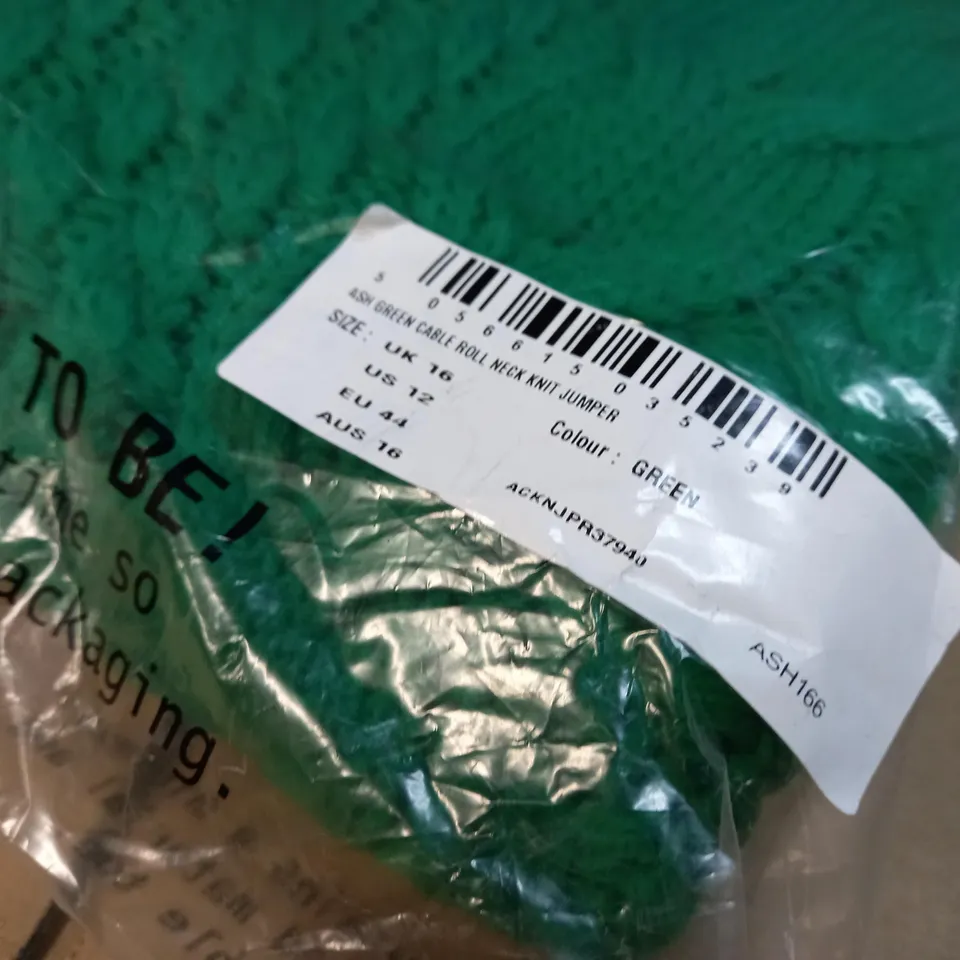 5 056615 035239
ASH GREEN CABLE ROLL NECK KNIT JUMPER
SIZE: UK 16
US 12
EU 44
AUS 16
Colour: GREEN
ACKNJPR37940
ASH166
TO BE!
time so
ackaging.